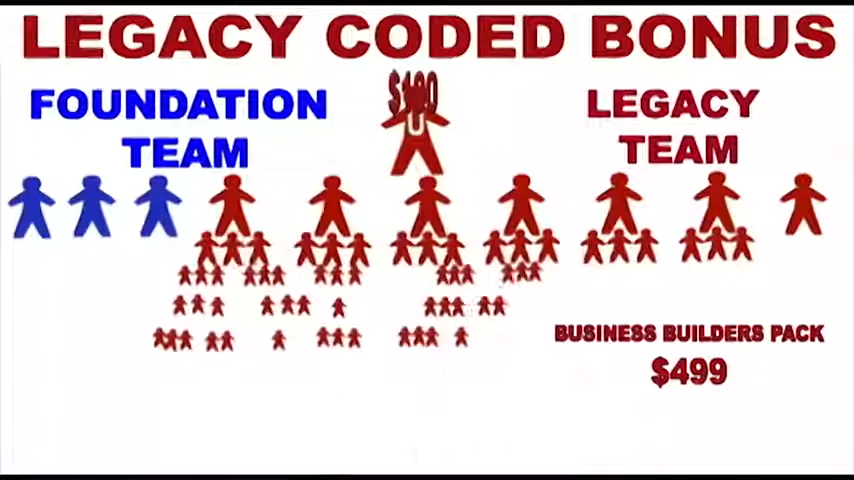 LEGACY CODED BONUS
FOUNDATION
TEAM
U
LEGACY
TEAM
BUSINESS BUILDERS PACK
$499